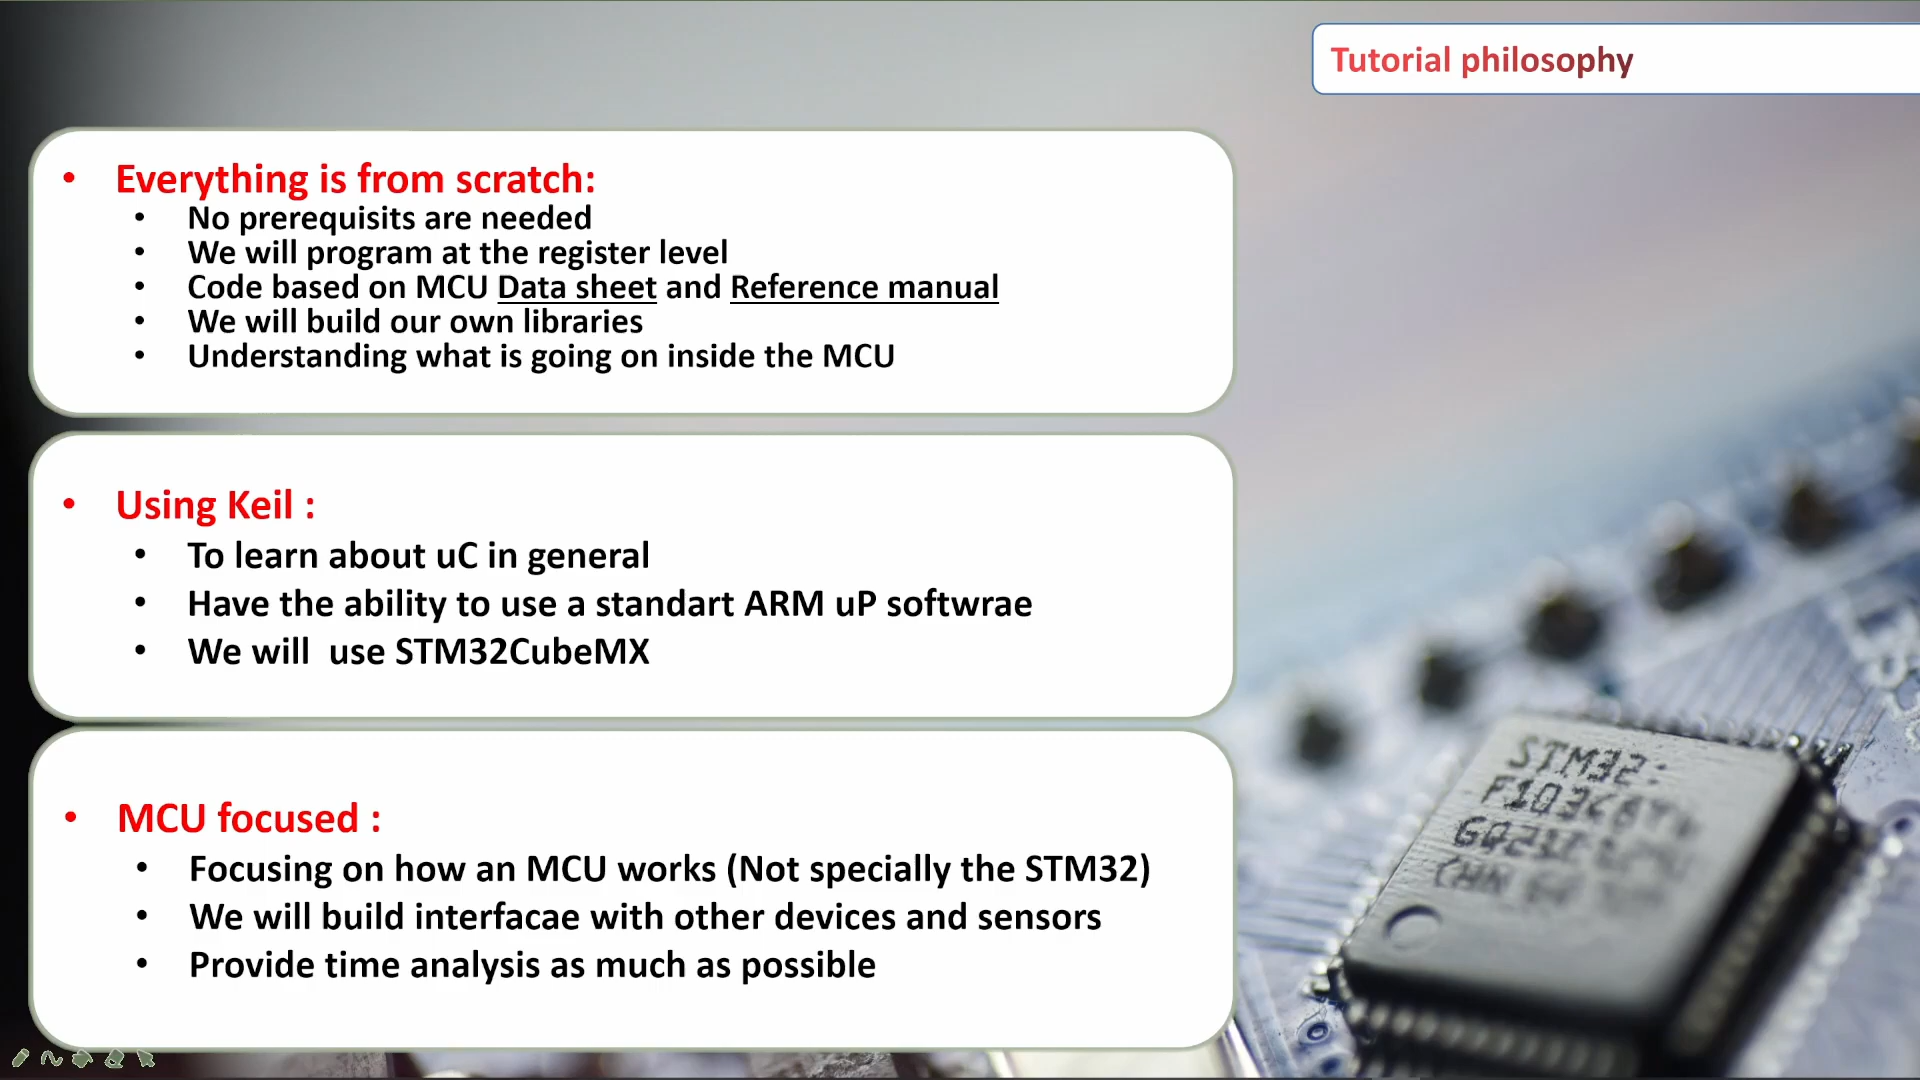 Tutorial philosophy
• Everything is from scratch:
• No prerequisits are needed
• We will program at the register level
• Code based on MCU Data sheet and Reference manual
• We will build our own libraries
• Understanding what is going on inside the MCU
• Using Keil :
• To learn about uC in general
• Have the ability to use a standart ARM uP softwrae
• We will  use STM32CubeMX
• MCU focused :
• Focusing on how an MCU works (Not specially the STM32)
• We will build interfacae with other devices and sensors
• Provide time analysis as much as possible
STM32